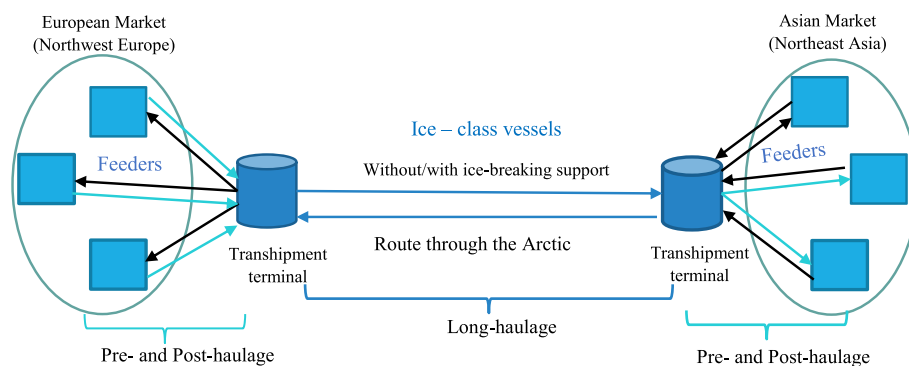 European Market
(Northwest Europe)
Asian Market
(Northeast Asia)
Ice – class vessels
Feeders
Feeders
Without/with ice-breaking support
Route through the Arctic
Transhipment
terminal
Transhipment
terminal
Long-haulage
Pre- and Post-haulage
Pre- and Post-haulage